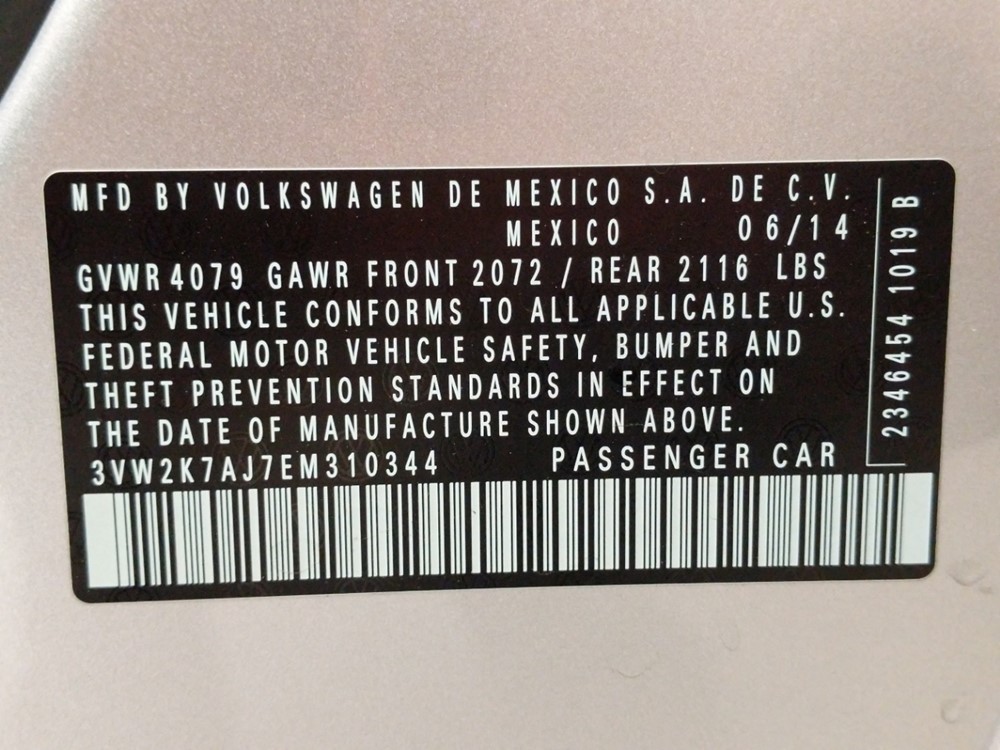 MFD BY VOLKSWAGEN DE MEXICO S.A. DE C.V.
MEXICO 06/14
GVWR 4079 GAWR FRONT 2072 / REAR 2116 LBS
THIS VEHICLE CONFORMS TO ALL APPLICABLE U.S.
FEDERAL MOTOR VEHICLE SAFETY, BUMPER AND
THEFT PREVENTION STANDARDS IN EFFECT ON
THE DATE OF MANUFACTURE SHOWN ABOVE.
3VW2K7AJ7EM310344 PASSENGER CAR
2346454 1019 B